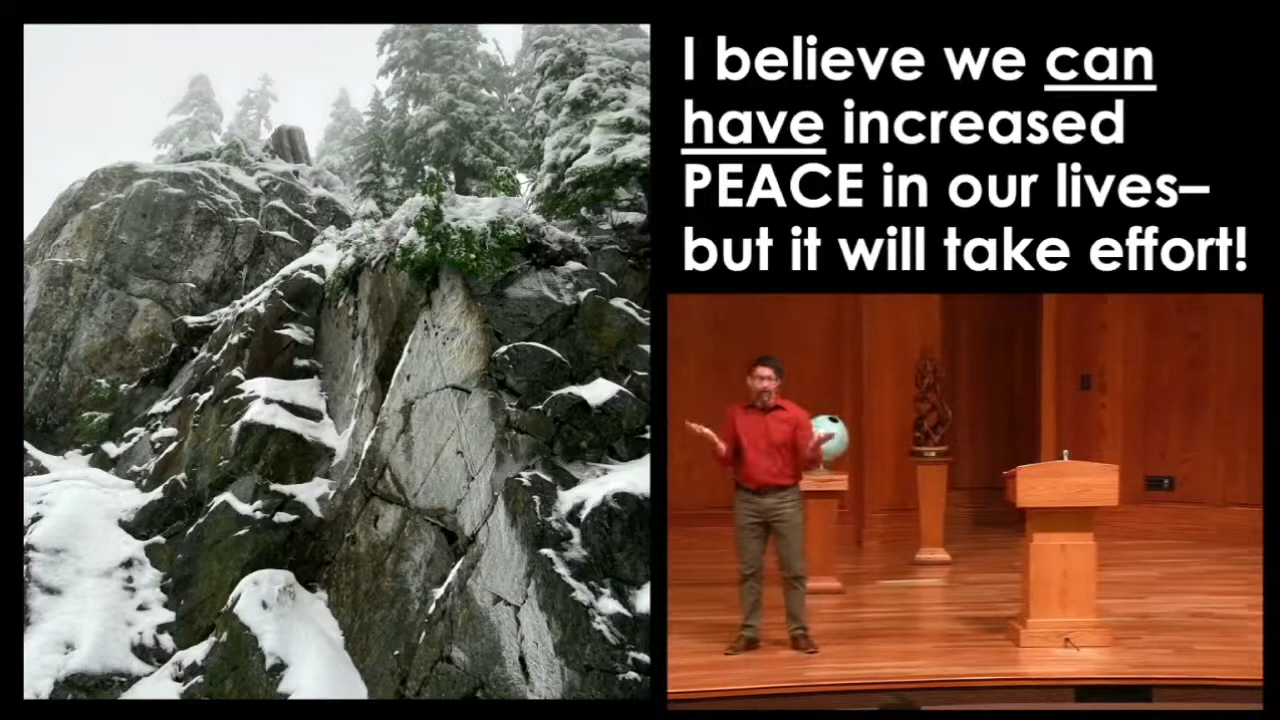 I believe we can
have increased
PEACE in our lives–
but it will take effort!